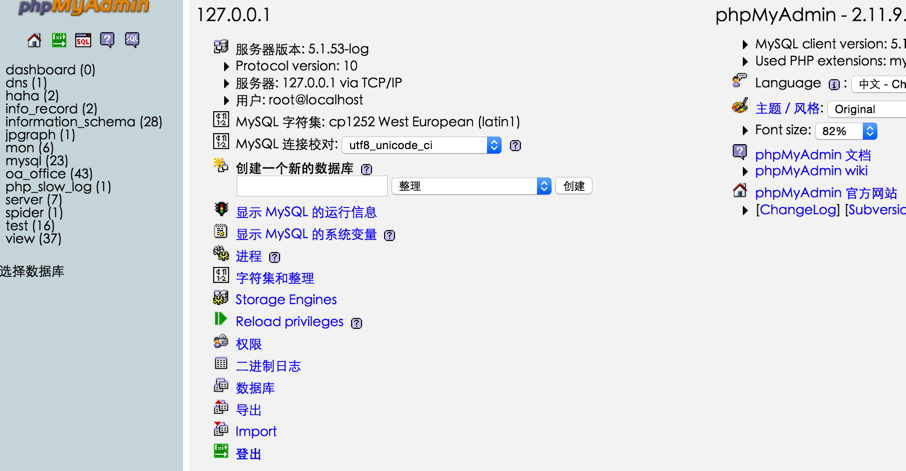 phpMyAdmin
dashboard (0)
dns (1)
haha (2)
info_record (2)
information_schema (28)
jpgraph (1)
mon (6)
mysql (23)
oa_office (43)
php_slow_log (1)
server (7)
spider (1)
test (16)
view (37)
选择数据库
127.0.0.1
服务器版本: 5.1.53-log
Protocol version: 10
服务器: 127.0.0.1 via TCP/IP
用户: root@localhost
MySQL 字符集: cp1252 West European (latin1)
MySQL 连接校对: utf8_unicode_ci
创建一个新的数据库
整理 创建
显示 MySQL 的运行信息
显示 MySQL 的系统变量
进程
字符集和整理
Storage Engines
Reload privileges
权限
二进制日志
数据库
导出
Import
登出
phpMyAdmin - 2.11.9.
MySQL client version: 5.1
Used PHP extensions: my
Language : 中文 - Ch
主题 / 风格: Original
Font size: 82%
phpMyAdmin 文档
phpMyAdmin wiki
phpMyAdmin 官方网站
[ChangeLog] [Subversio